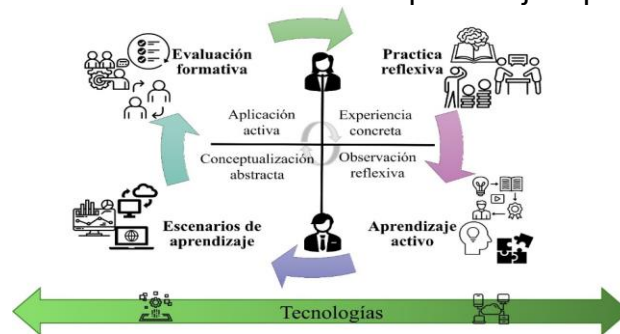 Evaluación
formativa
Practica
reflexiva
Aplicación
activa
Experiencia
concreta
Conceptualización
abstracta
Observación
reflexiva
Escenarios de
aprendizaje
Aprendizaje
activo
Tecnologías